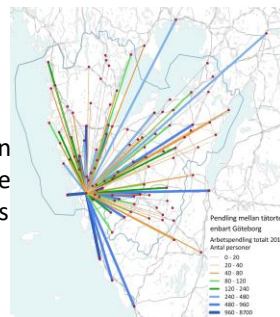 n
e
s
Pendling mellan tätorte
enbart Göteborg
Arbetspendling totalt 201
Antal personer
0 - 20
20 - 40
40 - 80
80 - 120
120 - 240
240 - 480
480 - 960
960 - 8700